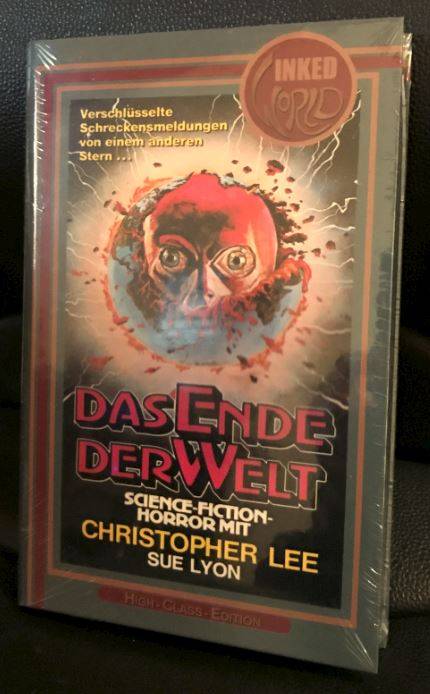 INKED
WORLD
Verschlüsselte
Schreckensmeldungen
von einem anderen
Stern ...
DAS ENDE
DER WELT
SCIENCE-FICTION-
HORROR MIT
CHRISTOPHER LEE
SUE LYON
HIGH-CLASS-EDITION